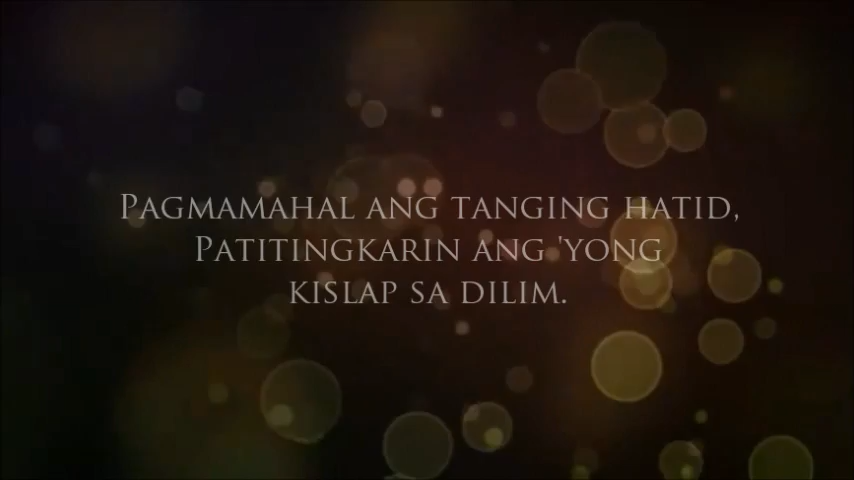 Pagmamahal ang tanging hatid,
Patitingkarin ang 'yong
kislap sa dilim.